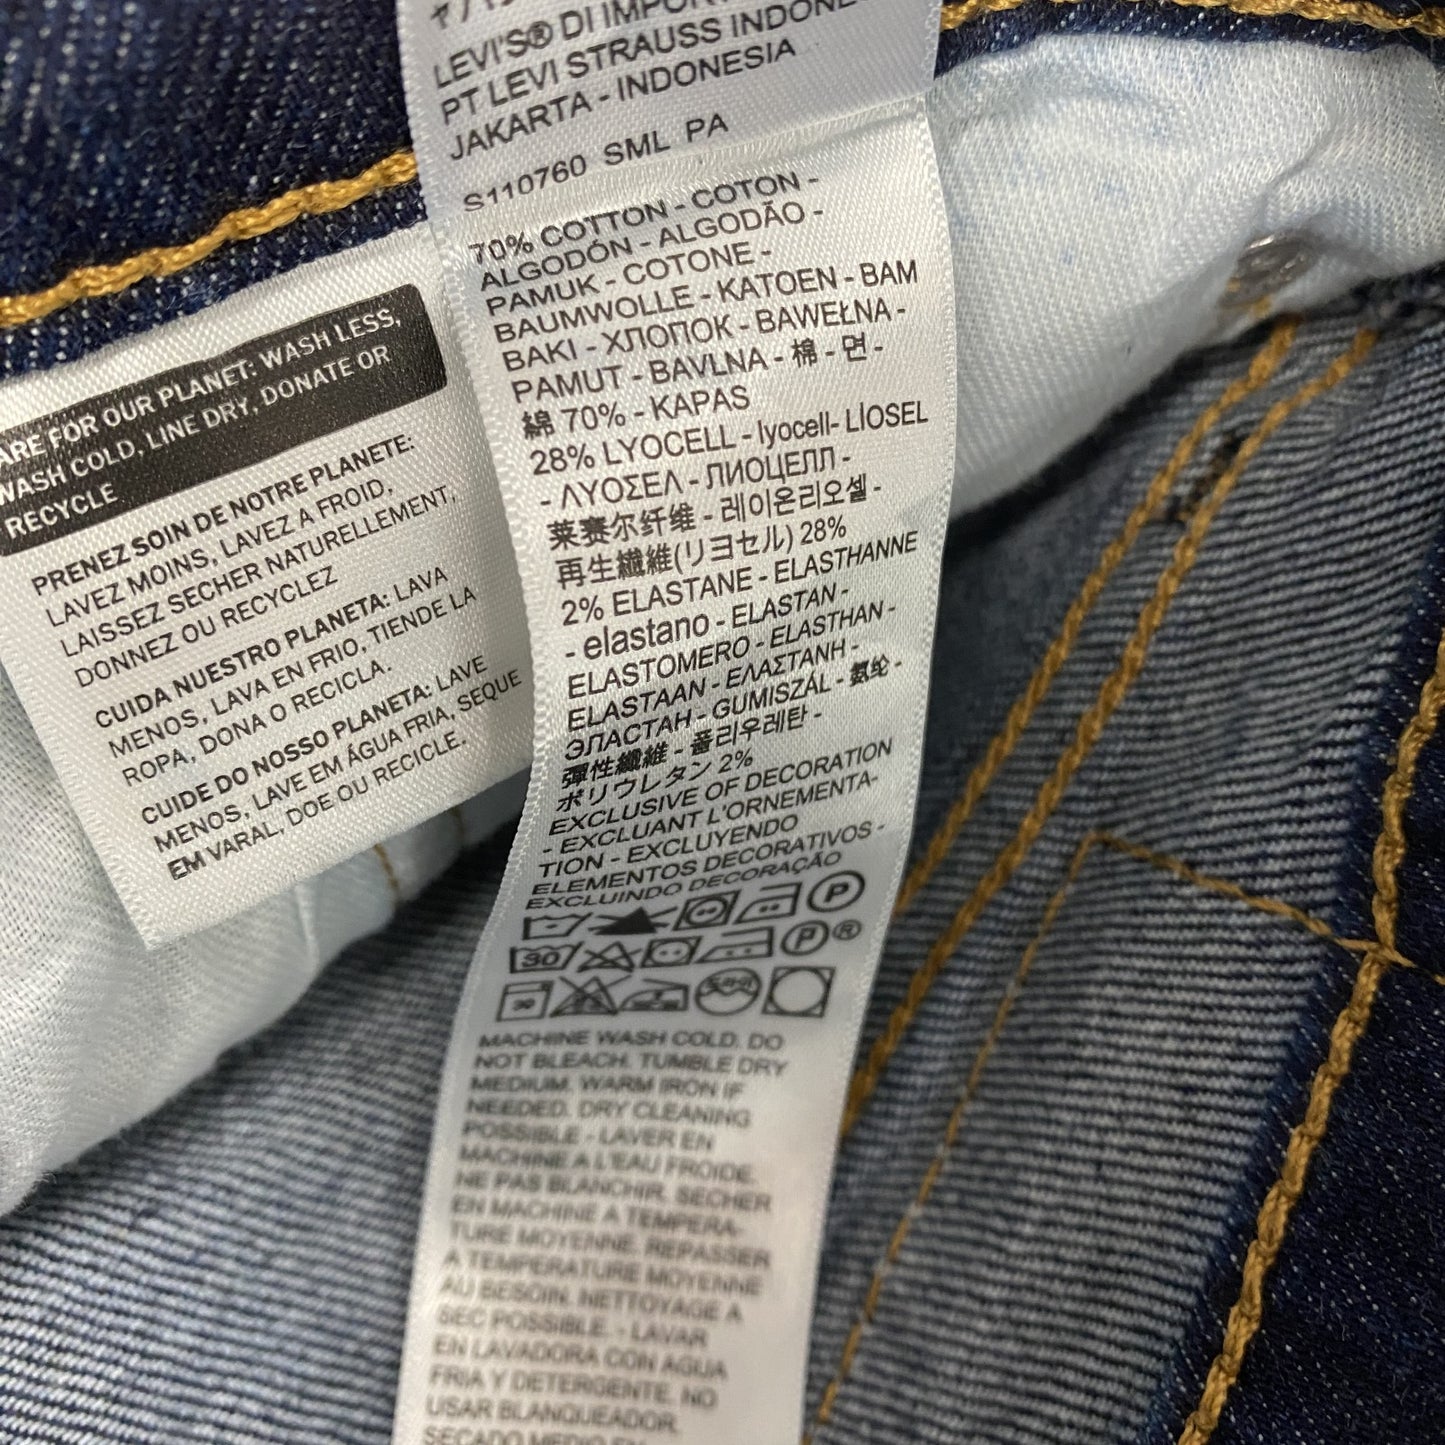 LEVI'S® DI IMPOR
PT LEVI STRAUSS INDONE
JAKARTA - INDONESIA
S110760 SML PA
70% COTTON - COTON -
ALGODÓN - ALGODÃO -
PAMUK - COTONE -
BAUMWOLLE - KATOEN - BAM
BAKI - ХЛОПОК - BAWEŁNA -
PAMUT - BAVLNA - 棉 - 면 -
綿 70% - KAPAS
28% LYOCELL - lyocell- LİOSEL
- ΛΥΟΣΕΛ - ЛИОЦЕЛЛ -
莱赛尔纤维 - 레이온리오셀 -
再生繊維(リヨセル) 28%
2% ELASTANE - ELASTHANNE
- elastano - ELASTAN -
ELASTOMERO - ELASTHAN -
ELASTAAN - ΕΛΑΣΤΑΝΗ -
ЭЛАСТАН - GUMISZÁL - 氨纶 -
彈性纖維 - 폴리우레탄 -
ポリウレタン 2%
EXCLUSIVE OF DECORATION
- EXCLUANT L'ORNEMENTA-
TION - EXCLUYENDO
ELEMENTOS DECORATIVOS -
EXCLUINDO DECORAÇÃO
P
30 P ®
30
MACHINE WASH COLD. DO
NOT BLEACH. TUMBLE DRY
MEDIUM. WARM IRON IF
NEEDED. DRY CLEANING
POSSIBLE - LAVER EN
MACHINE A L'EAU FROIDE.
NE PAS BLANCHIR. SECHER
EN MACHINE A TEMPERA-
TURE MOYENNE. REPASSER
A TEMPERATURE MOYENNE
AU BESOIN. NETTOYAGE A
SEC POSSIBLE. - LAVAR
EN LAVADORA CON AGUA
FRIA Y DETERGENTE. NO
USAR BLANQUEADOR.
SECADO MEDIO EN
ARE FOR OUR PLANET: WASH LESS,
WASH COLD, LINE DRY, DONATE OR
RECYCLE
PRENEZ SOIN DE NOTRE PLANETE:
LAVEZ MOINS, LAVEZ A FROID,
LAISSEZ SECHER NATURELLEMENT,
DONNEZ OU RECYCLEZ
CUIDA NUESTRO PLANETA: LAVA
MENOS, LAVA EN FRIO, TIENDE LA
ROPA, DONA O RECICLA.
CUIDE DO NOSSO PLANETA: LAVE
MENOS, LAVE EM ÁGUA FRIA, SEQUE
EM VARAL, DOE OU RECICLE.